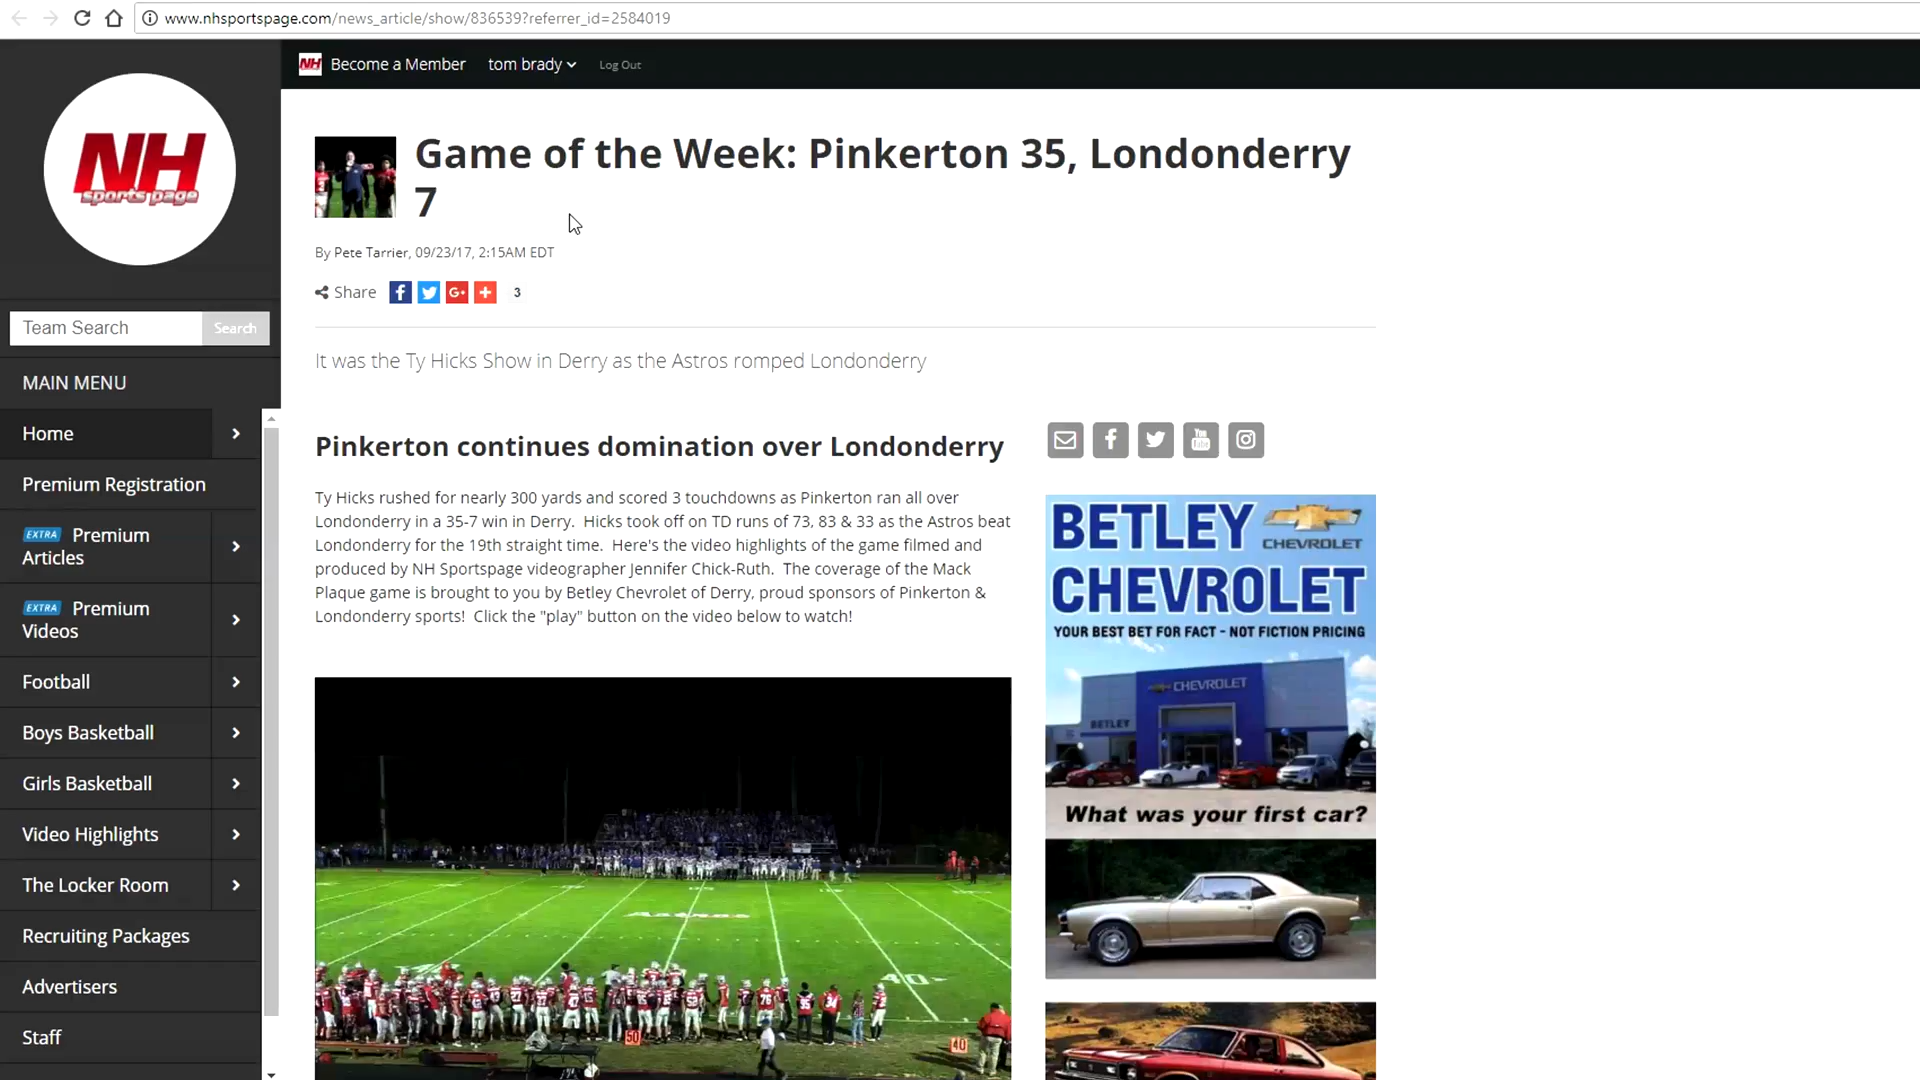 www.nhsportspage.com/news_article/show/836539?referrer_id=2584019
NH Become a Member tom brady Log Out
NH
sports page
Game of the Week: Pinkerton 35, Londonderry
7
By Pete Tarrier, 09/23/17, 2:15AM EDT
Share f G+ 3
It was the Ty Hicks Show in Derry as the Astros romped Londonderry
Team Search Search
MAIN MENU
Home
Premium Registration
EXTRA Premium
Articles
EXTRA Premium
Videos
Football
Boys Basketball
Girls Basketball
Video Highlights
The Locker Room
Recruiting Packages
Advertisers
Staff
Pinkerton continues domination over Londonderry
Ty Hicks rushed for nearly 300 yards and scored 3 touchdowns as Pinkerton ran all over
Londonderry in a 35-7 win in Derry. Hicks took off on TD runs of 73, 83 & 33 as the Astros beat
Londonderry for the 19th straight time. Here's the video highlights of the game filmed and
produced by NH Sportspage videographer Jennifer Chick-Ruth. The coverage of the Mack
Plaque game is brought to you by Betley Chevrolet of Derry, proud sponsors of Pinkerton &
Londonderry sports! Click the "play" button on the video below to watch!
Astros
40
50
40
You Tube
BETLEY
CHEVROLET
CHEVROLET
YOUR BEST BET FOR FACT - NOT FICTION PRICING
CHEVROLET
BETLEY
What was your first car?